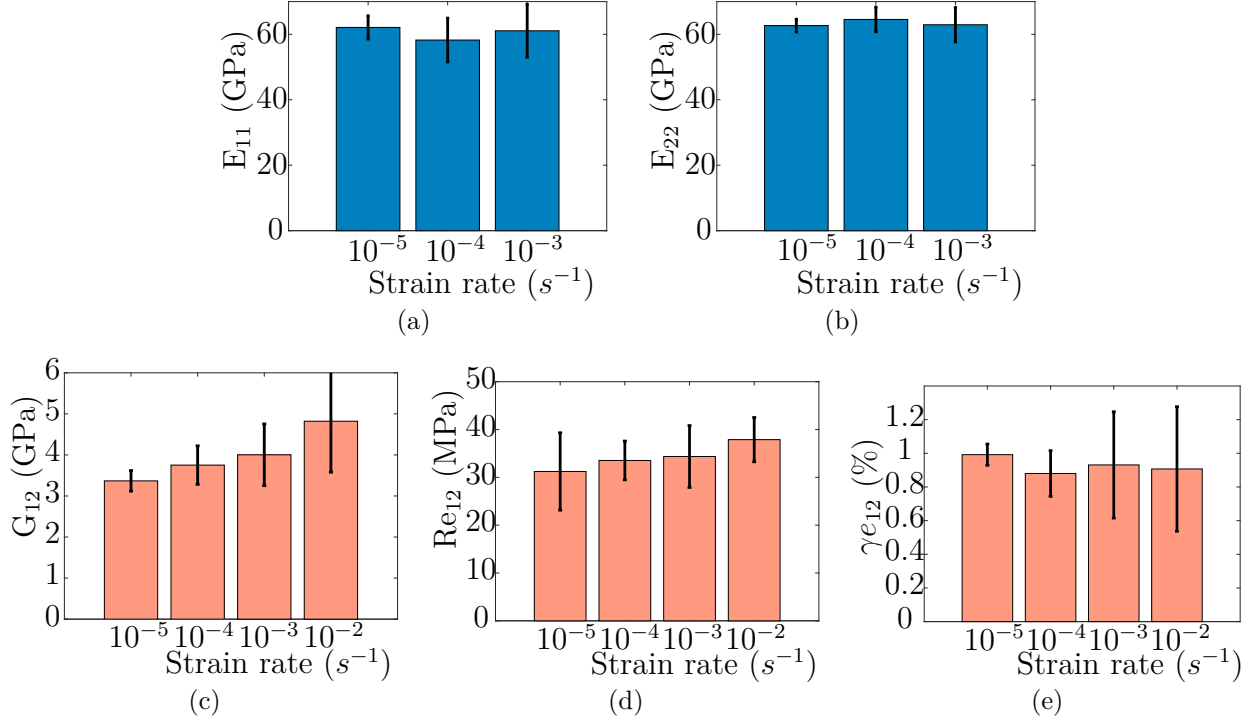 60
40
20
0
E₁₁ (GPa)
10⁻⁵ 10⁻⁴ 10⁻³
Strain rate (s⁻¹)
(a)
60
40
20
0
E₂₂ (GPa)
10⁻⁵ 10⁻⁴ 10⁻³
Strain rate (s⁻¹)
(b)
6
5
4
3
2
1
0
G₁₂ (GPa)
10⁻⁵ 10⁻⁴ 10⁻³ 10⁻²
Strain rate (s⁻¹)
(c)
50
40
30
20
10
0
Re₁₂ (MPa)
10⁻⁵ 10⁻⁴ 10⁻³ 10⁻²
Strain rate (s⁻¹)
(d)
1.2
1
0.8
0.6
0.4
0.2
0
γe₁₂ (%)
10⁻⁵ 10⁻⁴ 10⁻³ 10⁻²
Strain rate (s⁻¹)
(e)